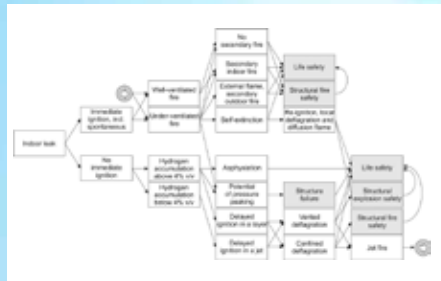 No
secondary fire
Secondary
indoor fire
External flame,
secondary
outdoor fire
Self-extinction
Well-ventilated
fire
Under-ventilated
fire
Immediate
ignition, incl.
spontaneous
Indoor leak
No
immediate
ignition
Hydrogen
accumulation
above 4% v/v
Hydrogen
accumulation
below 4% v/v
Life safety
Structural fire
safety
Re-ignition, local
deflagration and
diffusion flame
Asphyxiation
Potential
of pressure
peaking
Delayed
ignition in a layer
Delayed
ignition in a jet
Structure
failure
Vented
deflagration
Confined
deflagration
Life safety
Structural
explosion safety
Structural fire
safety
Jet fire